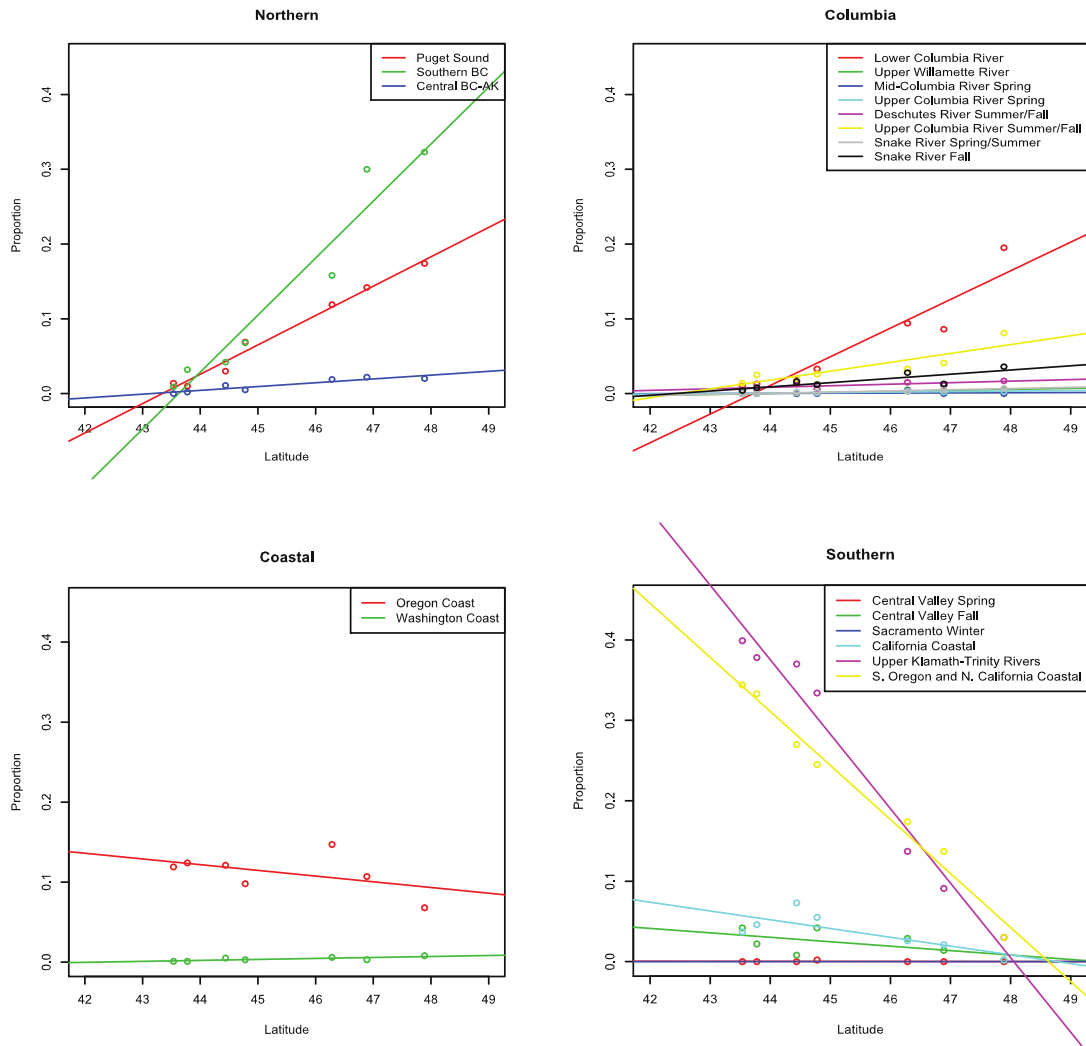 Northern
Puget Sound
Southern BC
Central BC-AK
Proportion
0.0
0.1
0.2
0.3
0.4
42 43 44 45 46 47 48 49
Latitude
Columbia
Lower Columbia River
Upper Willamette River
Mid-Columbia River Spring
Upper Columbia River Spring
Deschutes River Summer/Fall
Upper Columbia River Summer/Fall
Snake River Spring/Summer
Snake River Fall
Proportion
0.0
0.1
0.2
0.3
0.4
42 43 44 45 46 47 48 49
Latitude
Coastal
Oregon Coast
Washington Coast
Proportion
0.0
0.1
0.2
0.3
0.4
42 43 44 45 46 47 48 49
Latitude
Southern
Central Valley Spring
Central Valley Fall
Sacramento Winter
California Coastal
Upper Klamath-Trinity Rivers
S. Oregon and N. California Coastal
Proportion
0.0
0.1
0.2
0.3
0.4
42 43 44 45 46 47 48 49
Latitude